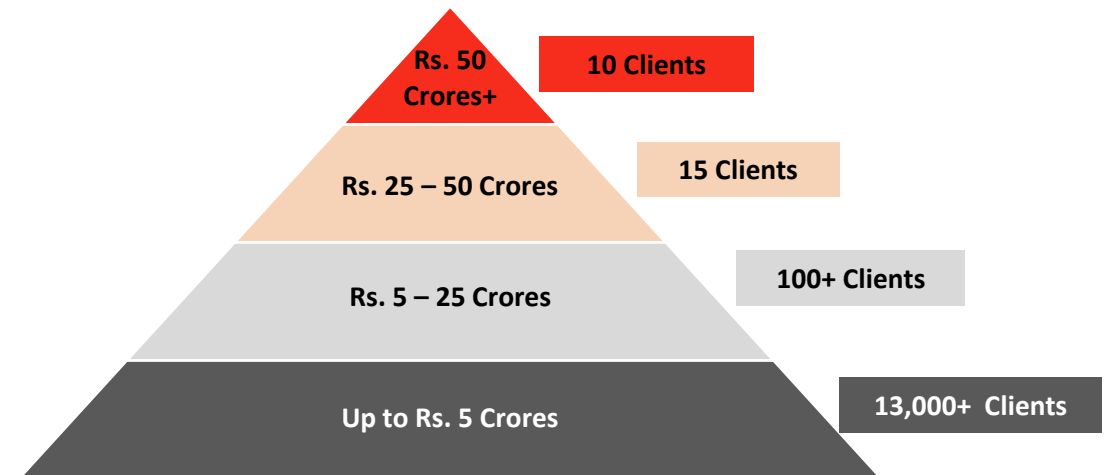 Rs. 50
Crores+
10 Clients
Rs. 25 – 50 Crores
15 Clients
Rs. 5 – 25 Crores
100+ Clients
Up to Rs. 5 Crores
13,000+ Clients